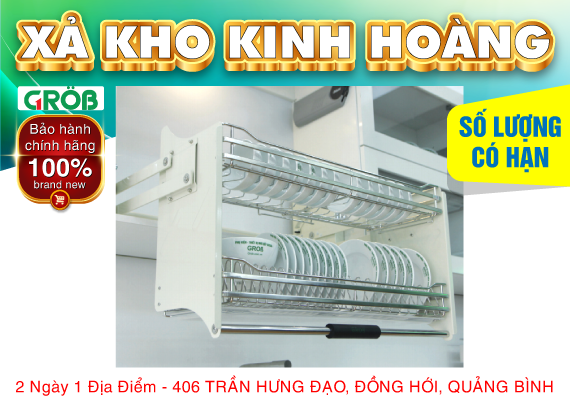 XẢ KHO KINH HOÀNG
GRÖB
Bảo hành
chính hãng
100%
brand new
SỐ LƯỢNG
CÓ HẠN
GRÖB
2 Ngày 1 Địa Điểm - 406 TRẦN HƯNG ĐẠO, ĐỒNG HỚI, QUẢNG BÌNH